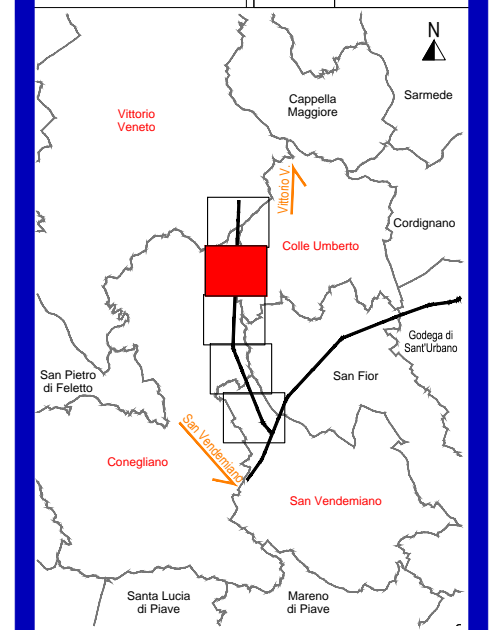 N
Sarmede
Cappella
Maggiore
Vittorio
Veneto
Vittorio V.
Cordignano
Colle Umberto
Godega di
Sant'Urbano
San Pietro
di Feletto
San Fior
San Vendemiano
Conegliano
San Vendemiano
Santa Lucia
di Piave
Mareno
di Piave